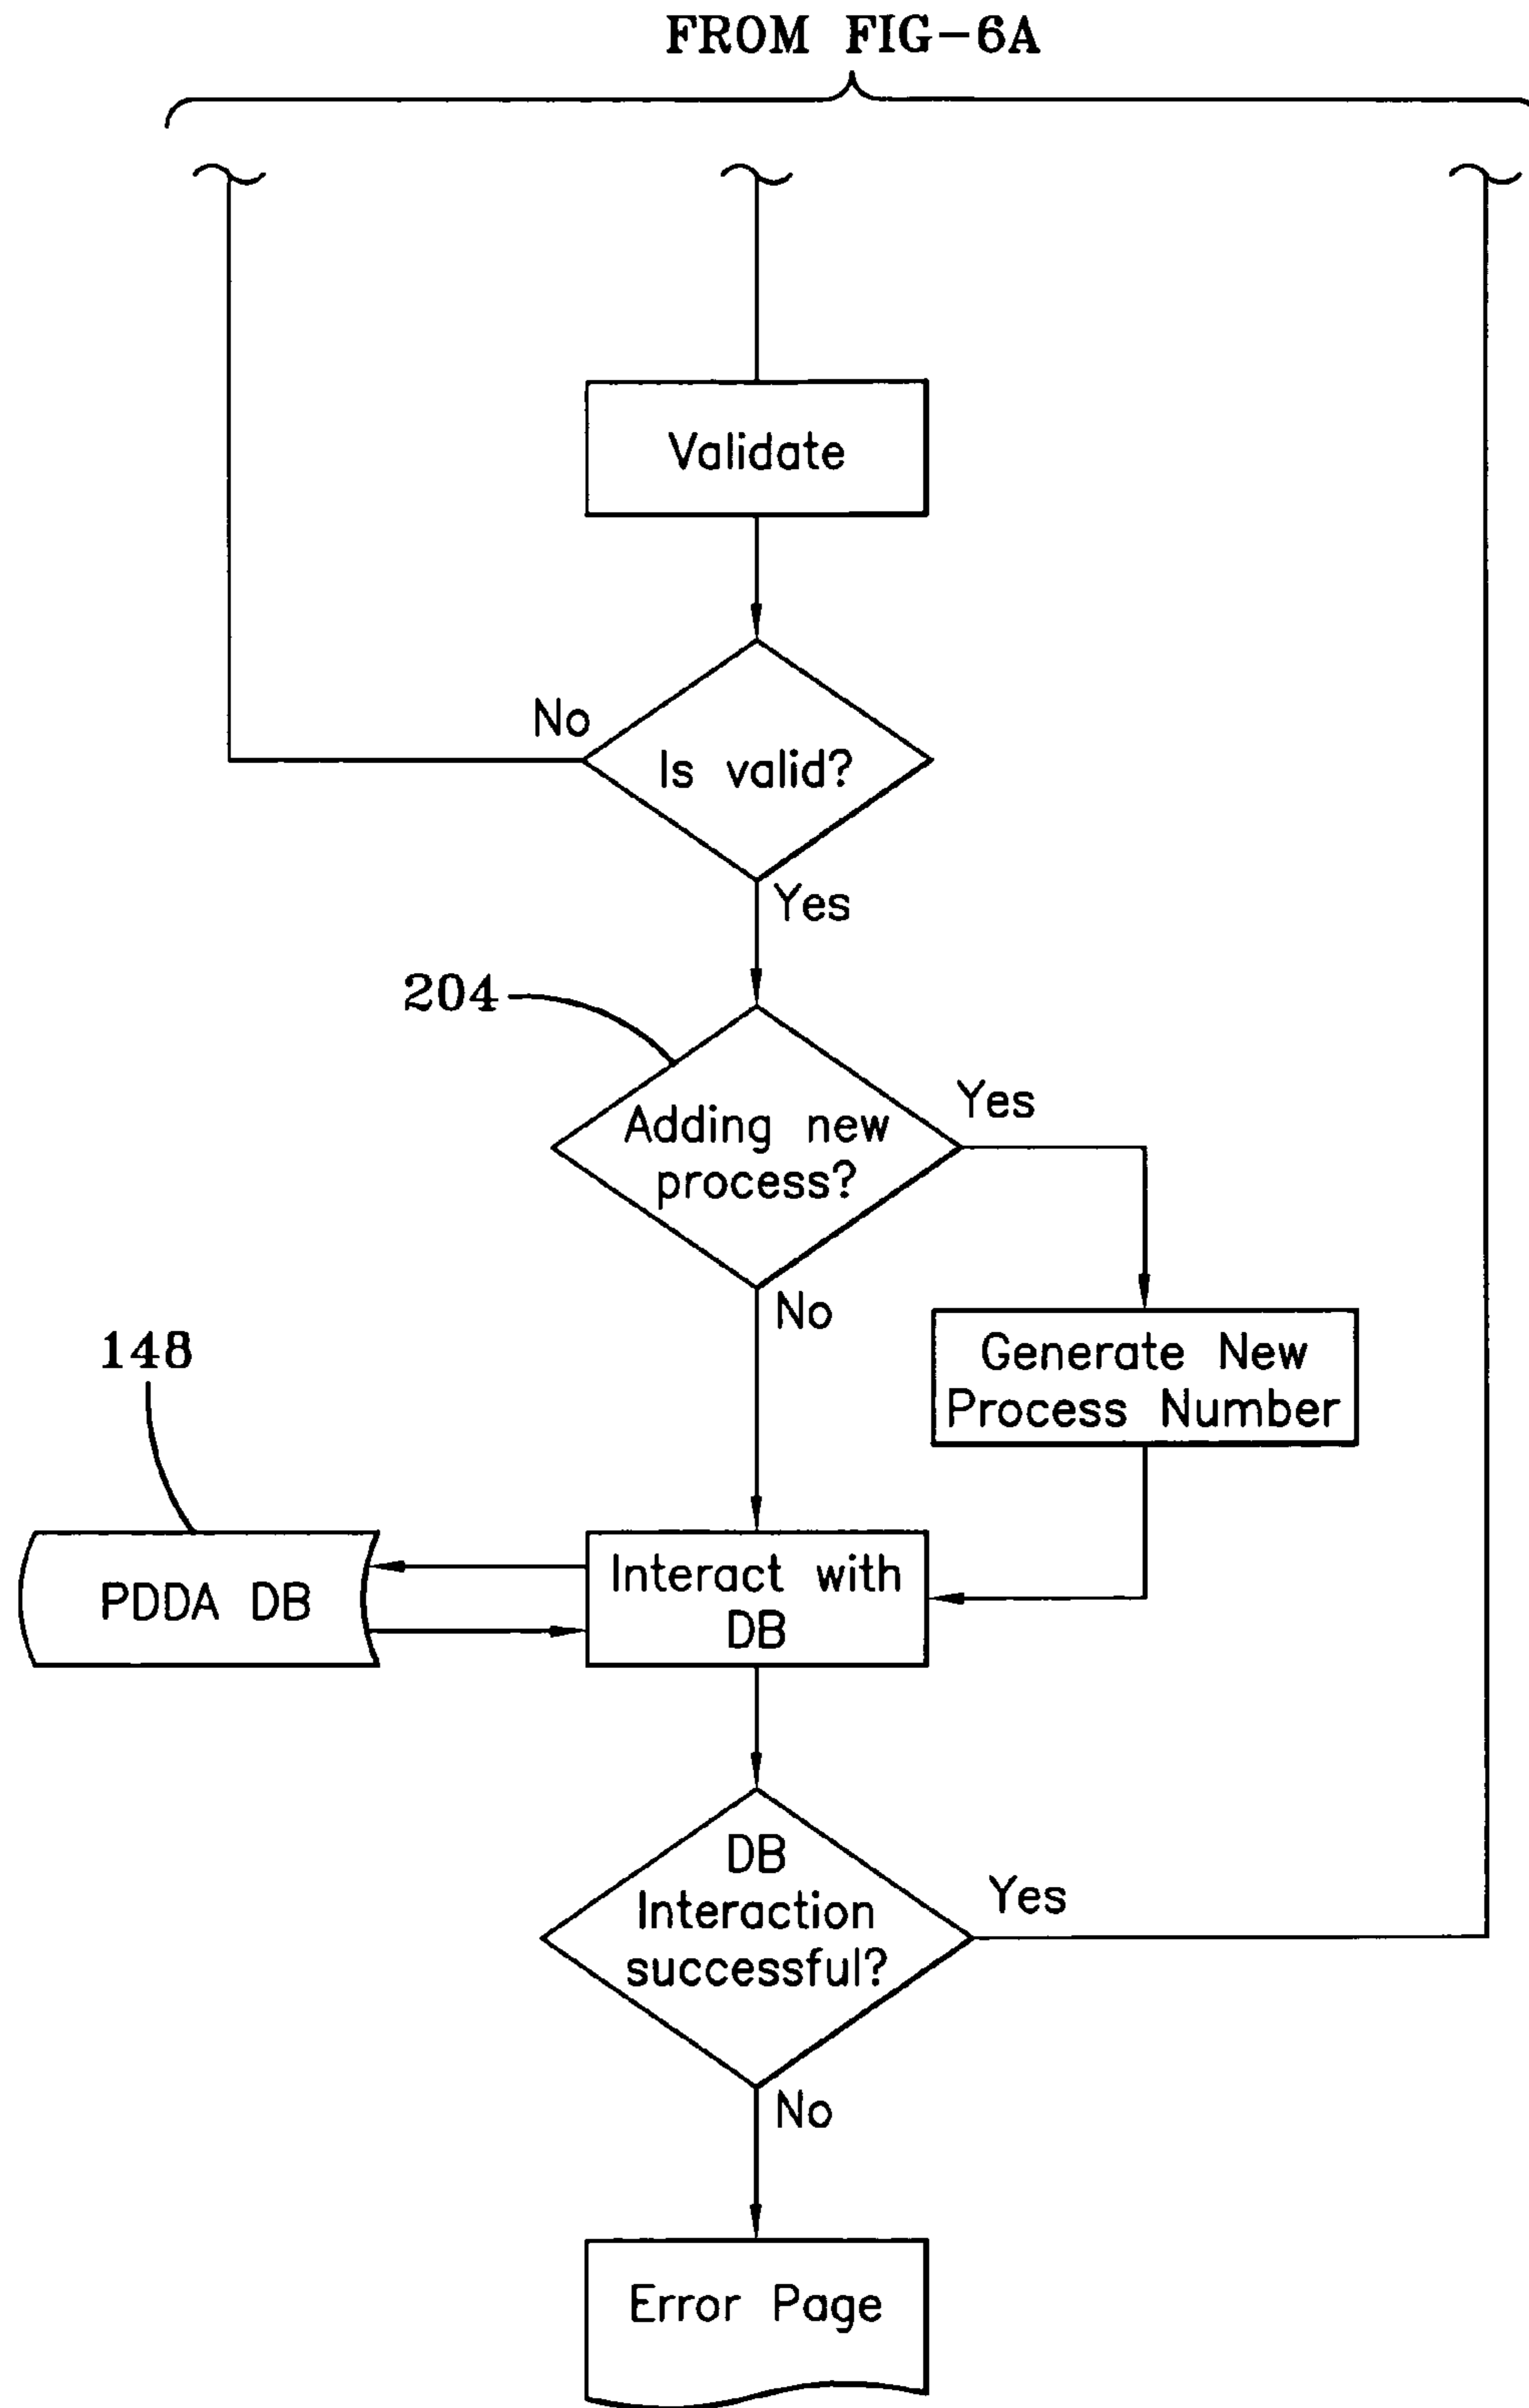 FROM FIG-6A
Validate
No
Is valid?
Yes
204
Adding new
process?
Yes
No
Generate New
Process Number
148
PDDA DB
Interact with
DB
DB
Interaction
successful?
Yes
No
Error Page